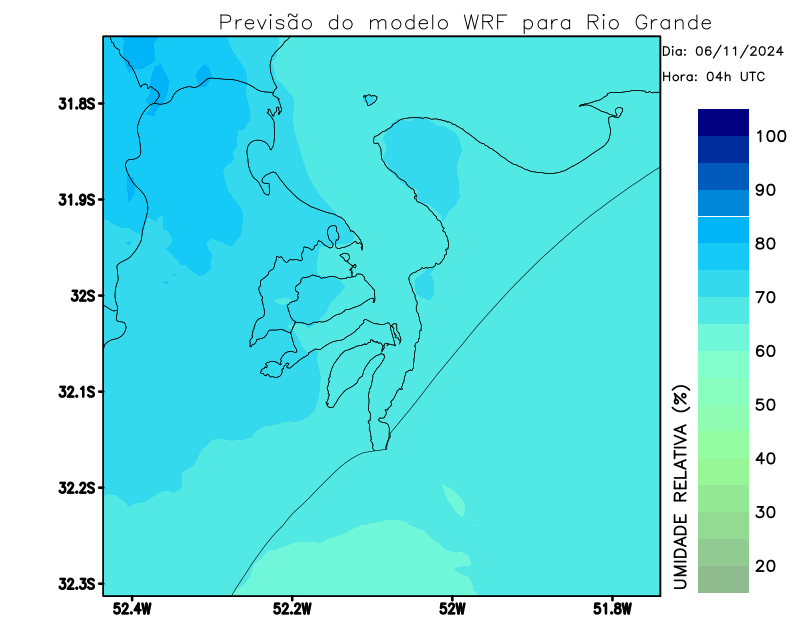 Previsão do modelo WRF para Rio Grande
Dia: 06/11/2024
Hora: 04h UTC
31.8S
31.9S
32S
32.1S
32.2S
32.3S
52.4W
52.2W
52W
51.8W
100
90
80
70
60
50
40
30
20
UMIDADE RELATIVA (%)